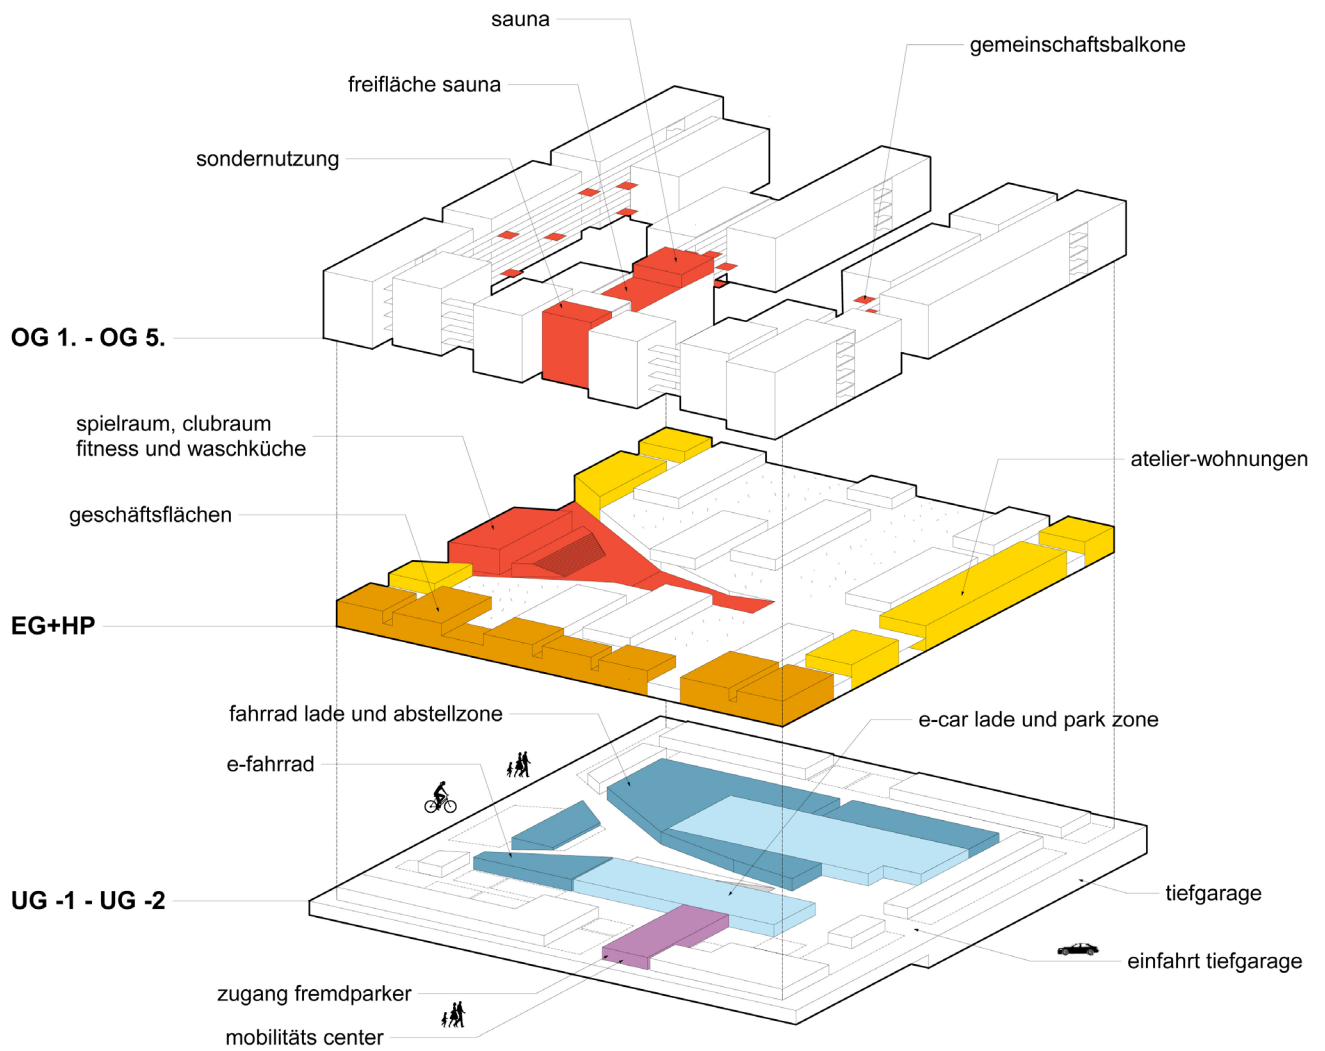 sauna
gemeinschaftsbalkone
freifläche sauna
sondernutzung
OG 1. - OG 5.
spielraum, clubraum
fitness und waschküche
atelier-wohnungen
geschäftsflächen
EG+HP
fahrrad lade und abstellzone
e-car lade und park zone
e-fahrrad
UG -1 - UG -2
tiefgarage
einfahrt tiefgarage
zugang fremdparker
mobilitäts center